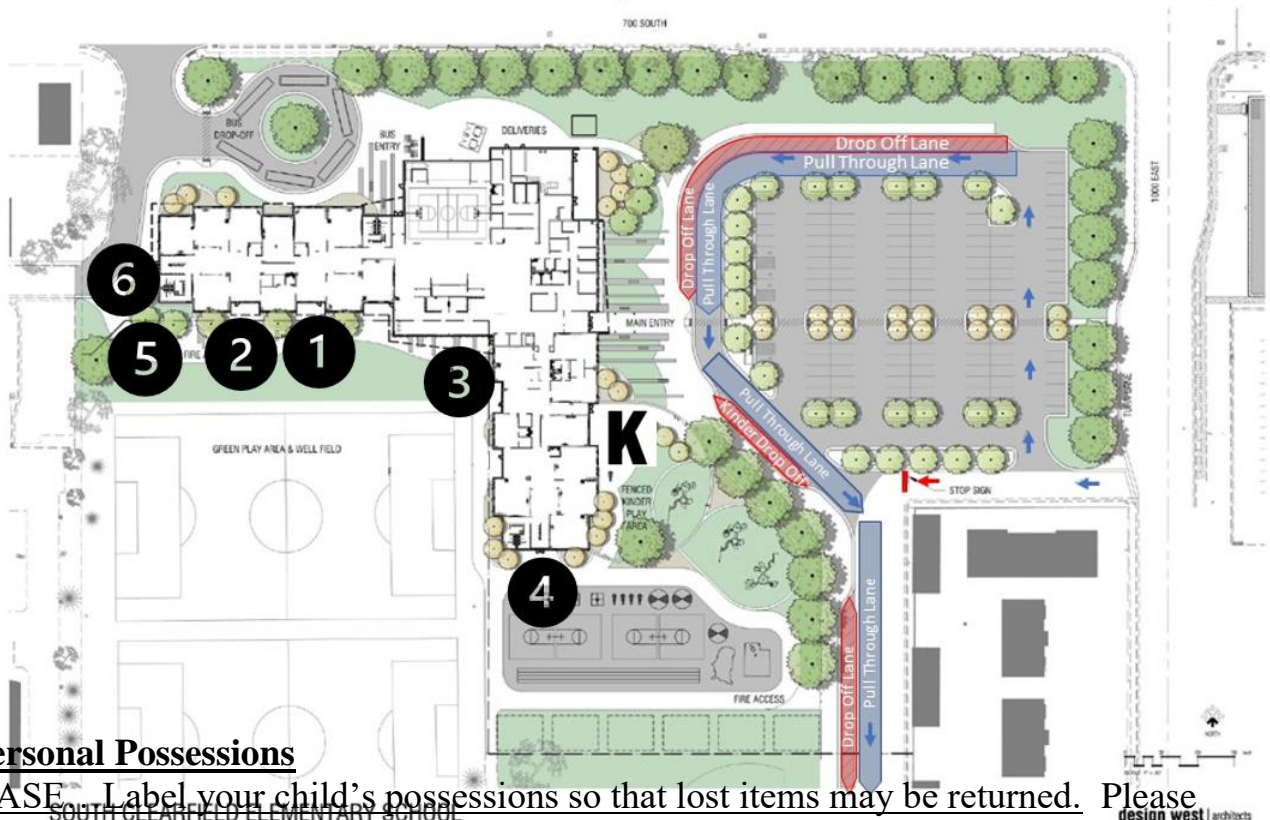 700 SOUTH
BUS
DROP-OFF
BUS
ENTRY
DELIVERIES
Drop Off Lane
Pull Through Lane
1000 EAST
Drop Off Lane
Pull Through Lane
6
5
2
1
3
MAIN ENTRY
K
GREEN PLAY AREA & WELL FIELD
Pull Through Lane
Kinder Drop Off
STOP SIGN
FENCED
KINDER
PLAY
AREA
4
FIRE ACCESS
Drop Off Lane
Pull Through Lane
NORTH
ersonal Possessions
ASE... Label your child's possessions so that lost items may be returned. Please
SOUTH CLEARFIELD ELEMENTARY SCHOOL
design west | architects